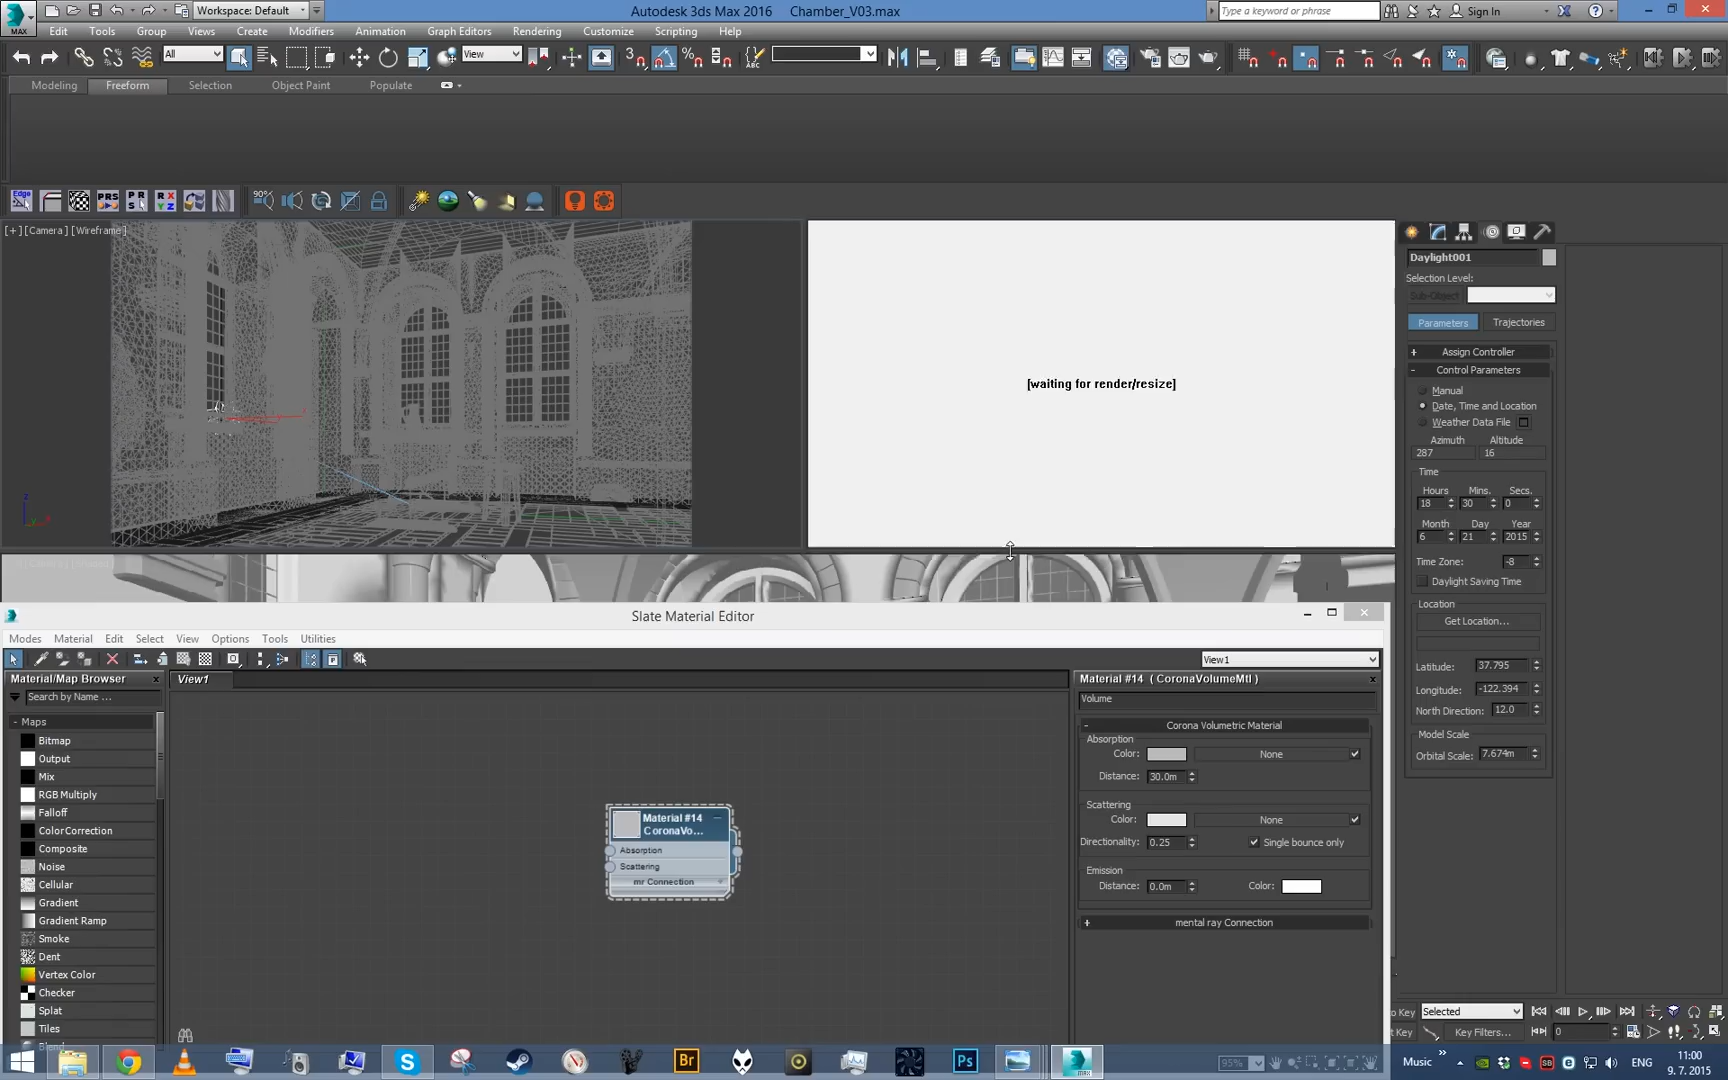 Workspace: Default
Autodesk 3ds Max 2016 Chamber_V03.max
Type a keyword or phrase
Sign In
MAX
Edit Tools Group Views Create Modifiers Animation Graph Editors Rendering Customize Scripting Help
All
View
Modeling Freeform Selection Object Paint Populate
[+] [Camera] [Wireframe]
[waiting for render/resize]
Daylight001
Selection Level:
Sub-Object
Parameters Trajectories
+ Assign Controller
- Control Parameters
Manual
Date, Time and Location
Weather Data File
Azimuth Altitude
287 16
Time
Hours Mins. Secs.
18 30 0
Month Day Year
6 21 2015
Time Zone: -8
Daylight Saving Time
Location
Get Location...
Latitude: 37.795
Longitude: -122.394
North Direction: 12.0
Model Scale
Orbital Scale: 7.674m
Slate Material Editor
Modes Material Edit Select View Options Tools Utilities
View1
Material/Map Browser
Search by Name ...
- Maps
Bitmap
Output
Mix
RGB Multiply
Falloff
ColorCorrection
Composite
Noise
Cellular
Gradient
Gradient Ramp
Smoke
Dent
Vertex Color
Checker
Splat
Tiles
Blend
View1
Material #14
CoronaVo...
Absorption
Scattering
mr Connection
Material #14 ( CoronaVolumeMtl )
Volume
- Corona Volumetric Material
Absorption
Color: None
Distance: 30.0m
Scattering
Color: None
Directionality: 0.25 Single bounce only
Emission
Distance: 0.0m Color:
+ mental ray Connection
o Key Selected
t Key Key Filters... 0
95%
Music
ENG
11:00
9. 7. 2015